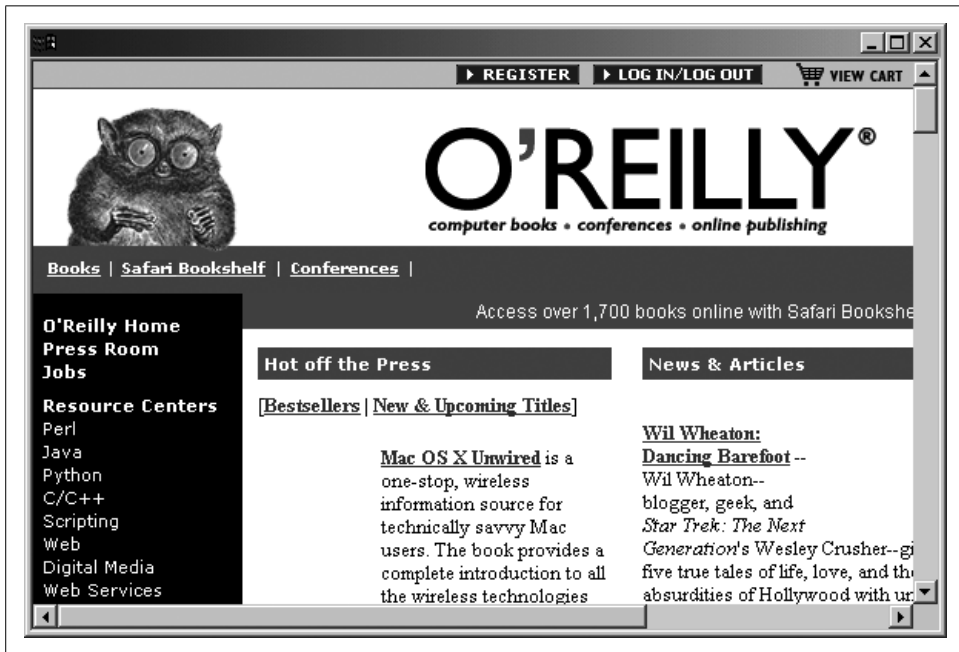 REGISTER LOG IN/LOG OUT VIEW CART
O'REILLY®
computer books • conferences • online publishing
Books | Safari Bookshelf | Conferences |
Access over 1,700 books online with Safari Bookshe
O'Reilly Home
Press Room
Jobs
Resource Centers
Perl
Java
Python
C/C++
Scripting
Web
Digital Media
Web Services
Hot off the Press
[Bestsellers | New & Upcoming Titles]
Mac OS X Unwired is a
one-stop, wireless
information source for
technically savvy Mac
users. The book provides a
complete introduction to all
the wireless technologies
News & Articles
Wil Wheaton:
Dancing Barefoot --
Wil Wheaton--
blogger, geek, and
Star Trek: The Next
Generation's Wesley Crusher--gi
five true tales of life, love, and the
absurdities of Hollywood with un